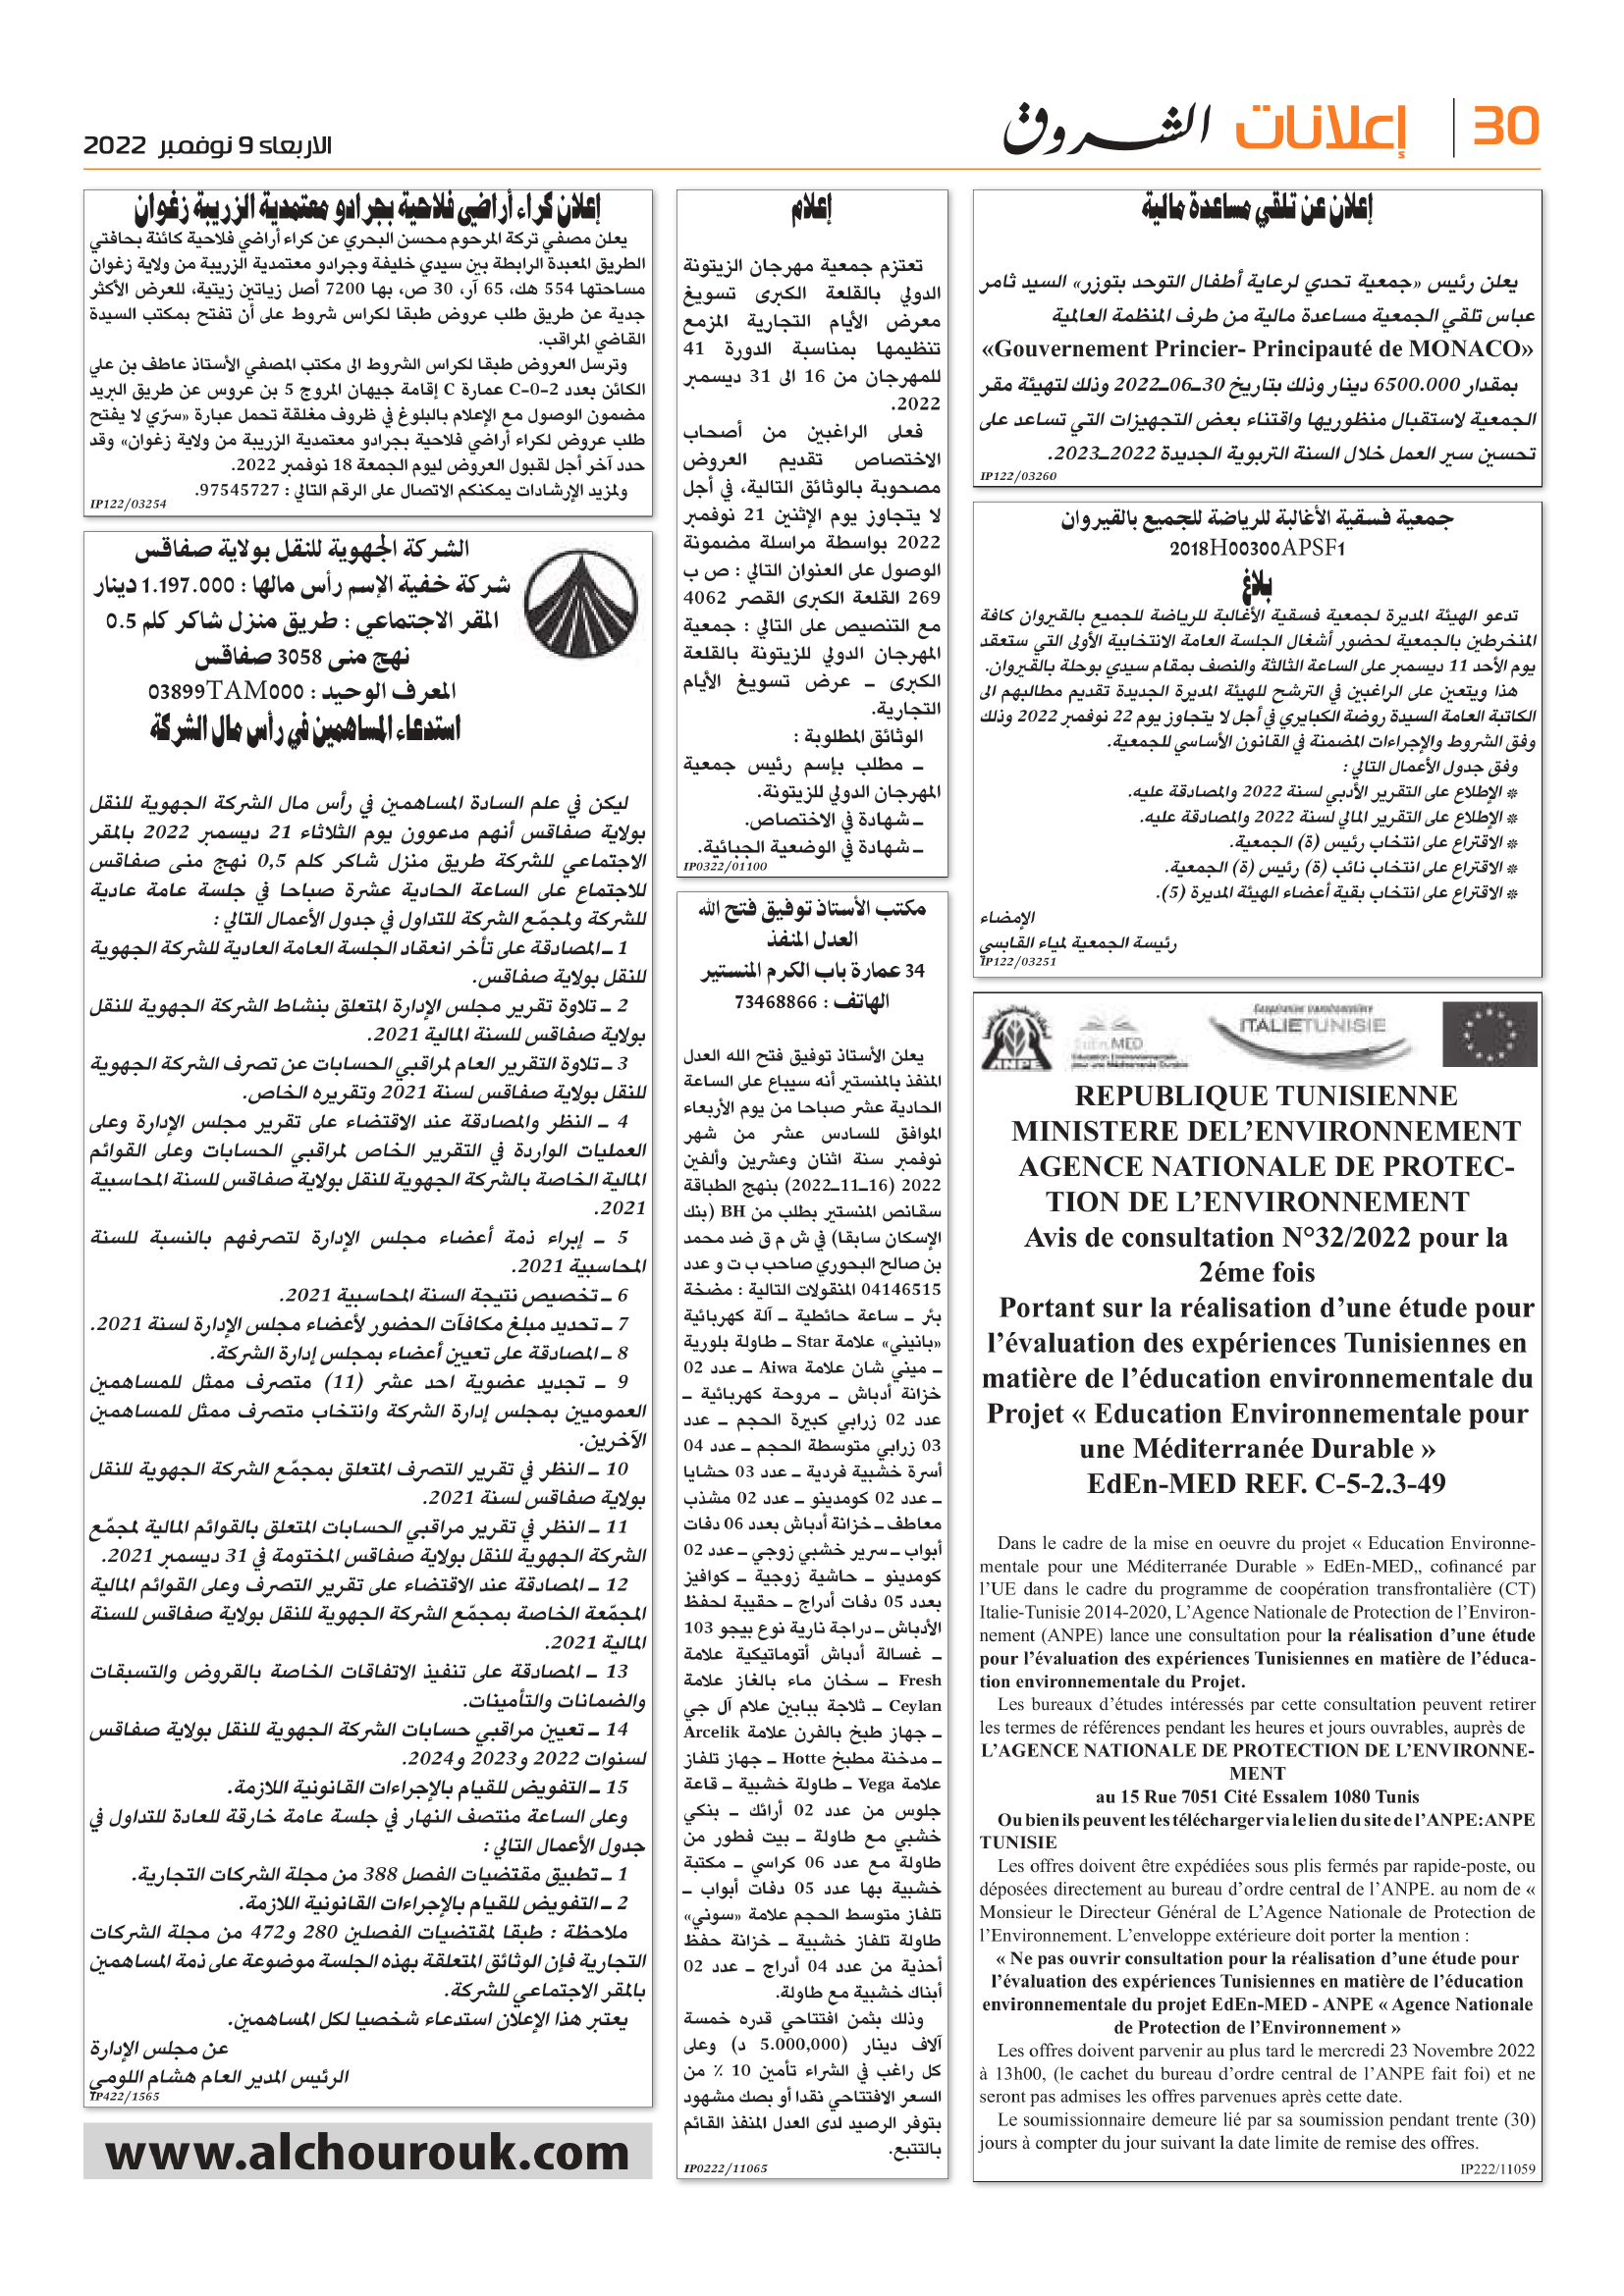 30 إعلانات الشروق
الاربعاء 9 نوفمبر 2022
إعلان عن تلقي مساعدة مالية
يعلن رئيس «جمعية تحدي لرعاية أطفال التوحد بتوزر» السيد ثامر
عباس تلقي الجمعية مساعدة مالية من طرف المنظمة العالمية
«Gouvernement Princier- Principauté de MONACO»
بمقدار 6500.000 دينار وذلك بتاريخ 30ـ06ـ2022 وذلك لتهيئة مقر
الجمعية لاستقبال منظوريها واقتناء بعض التجهيزات التي تساعد على
تحسين سير العمل خلال السنة التربوية الجديدة 2022ـ2023.
IP122/03260
جمعية فسقية الأغالبة للرياضة للجميع بالقيروان
2018H00300APSF1
بلاغ
تدعو الهيئة المديرة لجمعية فسقية الأغالبة للرياضة للجميع بالقيروان كافة
المنخرطين بالجمعية لحضور أشغال الجلسة العامة الانتخابية الأولى التي ستعقد
يوم الأحد 11 ديسمبر على الساعة الثالثة والنصف بمقام سيدي بوحلة بالقيروان.
هذا ويتعين على الراغبين في الترشح للهيئة المديرة الجديدة تقديم مطالبهم الى
الكاتبة العامة السيدة روضة الكبايري في أجل لا يتجاوز يوم 22 نوفمبر 2022 وذلك
وفق الشروط والإجراءات المضمنة في القانون الأساسي للجمعية.
وفق جدول الأعمال التالي :
* الإطلاع على التقرير الأدبي لسنة 2022 والمصادقة عليه.
* الإطلاع على التقرير المالي لسنة 2022 والمصادقة عليه.
* الاقتراع على انتخاب رئيس (ة) الجمعية.
* الاقتراع على انتخاب نائب (ة) رئيس (ة) الجمعية.
* الاقتراع على انتخاب بقية أعضاء الهيئة المديرة (5).
الإمضاء
رئيسة الجمعية لمياء القابسي
IP122/03251
ANPE
EdEn.MED
ITALIETUNISIE
REPUBLIQUE TUNISIENNE
MINISTERE DEL’ENVIRONNEMENT
AGENCE NATIONALE DE PROTEC-
TION DE L’ENVIRONNEMENT
Avis de consultation N°32/2022 pour la
2éme fois
Portant sur la réalisation d’une étude pour
l’évaluation des expériences Tunisiennes en
matière de l’éducation environnementale du
Projet « Education Environnementale pour
une Méditerranée Durable »
EdEn-MED REF. C-5-2.3-49
Dans le cadre de la mise en oeuvre du projet « Education Environne-
mentale pour une Méditerranée Durable » EdEn-MED,, cofinancé par
l’UE dans le cadre du programme de coopération transfrontalière (CT)
Italie-Tunisie 2014-2020, L’Agence Nationale de Protection de l’Environ-
nement (ANPE) lance une consultation pour la réalisation d’une étude
pour l’évaluation des expériences Tunisiennes en matière de l’éduca-
tion environnementale du Projet.
Les bureaux d’études intéressés par cette consultation peuvent retirer
les termes de références pendant les heures et jours ouvrables, auprès de
L’AGENCE NATIONALE DE PROTECTION DE L’ENVIRONNE-
MENT
au 15 Rue 7051 Cité Essalem 1080 Tunis
Ou bien ils peuvent les télécharger via le lien du site de l’ANPE:ANPE
TUNISIE
Les offres doivent être expédiées sous plis fermés par rapide-poste, ou
déposées directement au bureau d’ordre central de l’ANPE. au nom de «
Monsieur le Directeur Général de L’Agence Nationale de Protection de
l’Environnement. L’enveloppe extérieure doit porter la mention :
« Ne pas ouvrir consultation pour la réalisation d’une étude pour
l’évaluation des expériences Tunisiennes en matière de l’éducation
environnementale du projet EdEn-MED - ANPE « Agence Nationale
de Protection de l’Environnement »
Les offres doivent parvenir au plus tard le mercredi 23 Novembre 2022
à 13h00, (le cachet du bureau d’ordre central de l’ANPE fait foi) et ne
seront pas admises les offres parvenues après cette date.
Le soumissionnaire demeure lié par sa soumission pendant trente (30)
jours à compter du jour suivant la date limite de remise des offres.
IP222/11059
إعلام
تعتزم جمعية مهرجان الزيتونة
الدولي بالقلعة الكبرى تسويغ
معرض الأيام التجارية المزمع
تنظيمها بمناسبة الدورة 41
للمهرجان من 16 الى 31 ديسمبر
2022.
فعلى الراغبين من أصحاب
الاختصاص تقديم العروض
مصحوبة بالوثائق التالية، في أجل
لا يتجاوز يوم الإثنين 21 نوفمبر
2022 بواسطة مراسلة مضمونة
الوصول على العنوان التالي : ص ب
269 القلعة الكبرى القصر 4062
مع التنصيص على التالي : جمعية
المهرجان الدولي للزيتونة بالقلعة
الكبرى ـ عرض تسويغ الأيام
التجارية.
الوثائق المطلوبة :
ـ مطلب بإسم رئيس جمعية
المهرجان الدولي للزيتونة.
ـ شهادة في الاختصاص.
ـ شهادة في الوضعية الجبائية.
IP0322/01100
مكتب الأستاذ توفيق فتح الله
العدل المنفذ
34 عمارة باب الكرم المنستير
الهاتف : 73468866
يعلن الأستاذ توفيق فتح الله العدل
المنفذ بالمنستير أنه سيباع على الساعة
الحادية عشر صباحا من يوم الأربعاء
الموافق للسادس عشر من شهر
نوفمبر سنة اثنان وعشرين وألفين
2022 (16ـ11ـ2022) بنهج الطباقة
سقانص المنستير بطلب من BH (بنك
الإسكان سابقا) في ش م ق ضد محمد
بن صالح البحوري صاحب ب ت و عدد
04146515 المنقولات التالية : مضخة
بئر ـ ساعة حائطية ـ آلة كهربائية
«بانيني» علامة Star ـ طاولة بلورية
ـ ميني شان علامة Aiwa ـ عدد 02
خزانة أدباش ـ مروحة كهربائية ـ
عدد 02 زرابي كبيرة الحجم ـ عدد
03 زرابي متوسطة الحجم ـ عدد 04
أسرة خشبية فردية ـ عدد 03 حشايا
ـ عدد 02 كومدينو ـ عدد 02 مشذب
معاطف ـ خزانة أدباش بعدد 06 دفات
أبواب ـ سرير خشبي زوجي ـ عدد 02
كومدينو ـ حاشية زوجية ـ كوافيز
بعدد 05 دفات أدراج ـ حقيبة لحفظ
الأدباش ـ دراجة نارية نوع بيجو 103
ـ غسالة أدباش أتوماتيكية علامة
Fresh ـ سخان ماء بالغاز علامة
Ceylan ـ ثلاجة ببابين علام آل جي
ـ جهاز طبخ بالفرن علامة Arcelik
ـ مدخنة مطبخ Hotte ـ جهاز تلفاز
علامة Vega ـ طاولة خشبية ـ قاعة
جلوس من عدد 02 أرائك ـ بنكي
خشبي مع طاولة ـ بيت فطور من
طاولة مع عدد 06 كراسي ـ مكتبة
خشبية بها عدد 05 دفات أبواب ـ
تلفاز متوسط الحجم علامة «سوني»
طاولة تلفاز خشبية ـ خزانة حفظ
أحذية من عدد 04 أدراج ـ عدد 02
أبناك خشبية مع طاولة.
وذلك بثمن افتتاحي قدره خمسة
آلاف دينار (5.000,000 د) وعلى
كل راغب في الشراء تأمين 10 ٪ من
السعر الافتتاحي نقدا أو بصك مشهود
بتوفر الرصيد لدى العدل المنفذ القائم
بالتتبع.
IP0222/11065
إعلان كراء أراضي فلاحية بجرادو معتمدية الزريبة زغوان
يعلن مصفي تركة المرحوم محسن البحري عن كراء أراضي فلاحية كائنة بحافتي
الطريق المعبدة الرابطة بين سيدي خليفة وجرادو معتمدية الزريبة من ولاية زغوان
مساحتها 554 هك، 65 آر، 30 ص، بها 7200 أصل زياتين زيتية، للعرض الأكثر
جدية عن طريق طلب عروض طبقا لكراس شروط على أن تفتح بمكتب السيدة
القاضي المراقب.
وترسل العروض طبقا لكراس الشروط الى مكتب المصفي الأستاذ عاطف بن علي
الكائن بعدد C-0-2 عمارة C إقامة جيهان المروج 5 بن عروس عن طريق البريد
مضمون الوصول مع الإعلام بالبلوغ في ظروف مغلقة تحمل عبارة «سرّي لا يفتح
طلب عروض لكراء أراضي فلاحية بجرادو معتمدية الزريبة من ولاية زغوان» وقد
حدد آخر أجل لقبول العروض ليوم الجمعة 18 نوفمبر 2022.
ولمزيد الإرشادات يمكنكم الاتصال على الرقم التالي : 97545727.
IP122/03254
الشركة الجهوية للنقل بولاية صفاقس
شركة خفية الإسم رأس مالها : 1.197.000 دينار
المقر الاجتماعي : طريق منزل شاكر كلم 0.5
نهج منى 3058 صفاقس
المعرف الوحيد : 03899TAM000
استدعاء المساهمين في رأس مال الشركة
ليكن في علم السادة المساهمين في رأس مال الشركة الجهوية للنقل
بولاية صفاقس أنهم مدعوون يوم الثلاثاء 21 ديسمبر 2022 بالمقر
الاجتماعي للشركة طريق منزل شاكر كلم 0,5 نهج منى صفاقس
للاجتماع على الساعة الحادية عشرة صباحا في جلسة عامة عادية
للشركة ولمجمّع الشركة للتداول في جدول الأعمال التالي :
1 ـ المصادقة على تأخر انعقاد الجلسة العامة العادية للشركة الجهوية
للنقل بولاية صفاقس.
2 ـ تلاوة تقرير مجلس الإدارة المتعلق بنشاط الشركة الجهوية للنقل
بولاية صفاقس للسنة المالية 2021.
3 ـ تلاوة التقرير العام لمراقبي الحسابات عن تصرف الشركة الجهوية
للنقل بولاية صفاقس لسنة 2021 وتقريره الخاص.
4 ـ النظر والمصادقة عند الاقتضاء على تقرير مجلس الإدارة وعلى
العمليات الواردة في التقرير الخاص لمراقبي الحسابات وعلى القوائم
المالية الخاصة بالشركة الجهوية للنقل بولاية صفاقس للسنة المحاسبية
2021.
5 ـ إبراء ذمة أعضاء مجلس الإدارة لتصرفهم بالنسبة للسنة
المحاسبية 2021.
6 ـ تخصيص نتيجة السنة المحاسبية 2021.
7 ـ تحديد مبلغ مكافآت الحضور لأعضاء مجلس الإدارة لسنة 2021.
8 ـ المصادقة على تعيين أعضاء بمجلس إدارة الشركة.
9 ـ تجديد عضوية احد عشر (11) متصرف ممثل للمساهمين
العموميين بمجلس إدارة الشركة وانتخاب متصرف ممثل للمساهمين
الآخرين.
10 ـ النظر في تقرير التصرف المتعلق بمجمّع الشركة الجهوية للنقل
بولاية صفاقس لسنة 2021.
11 ـ النظر في تقرير مراقبي الحسابات المتعلق بالقوائم المالية لمجمّع
الشركة الجهوية للنقل بولاية صفاقس المختومة في 31 ديسمبر 2021.
12 ـ المصادقة عند الاقتضاء على تقرير التصرف وعلى القوائم المالية
المجمّعة الخاصة بمجمّع الشركة الجهوية للنقل بولاية صفاقس للسنة
المالية 2021.
13 ـ المصادقة على تنفيذ الاتفاقات الخاصة بالقروض والتسبقات
والضمانات والتأمينات.
14 ـ تعيين مراقبي حسابات الشركة الجهوية للنقل بولاية صفاقس
لسنوات 2022 و2023 و2024.
15 ـ التفويض للقيام بالإجراءات القانونية اللازمة.
وعلى الساعة منتصف النهار في جلسة عامة خارقة للعادة للتداول في
جدول الأعمال التالي :
1 ـ تطبيق مقتضيات الفصل 388 من مجلة الشركات التجارية.
2 ـ التفويض للقيام بالإجراءات القانونية اللازمة.
ملاحظة : طبقا لمقتضيات الفصلين 280 و472 من مجلة الشركات
التجارية فإن الوثائق المتعلقة بهذه الجلسة موضوعة على ذمة المساهمين
بالمقر الاجتماعي للشركة.
يعتبر هذا الإعلان استدعاء شخصيا لكل المساهمين.
عن مجلس الإدارة
الرئيس المدير العام هشام اللومي
IP422/1565
www.alchourouk.com